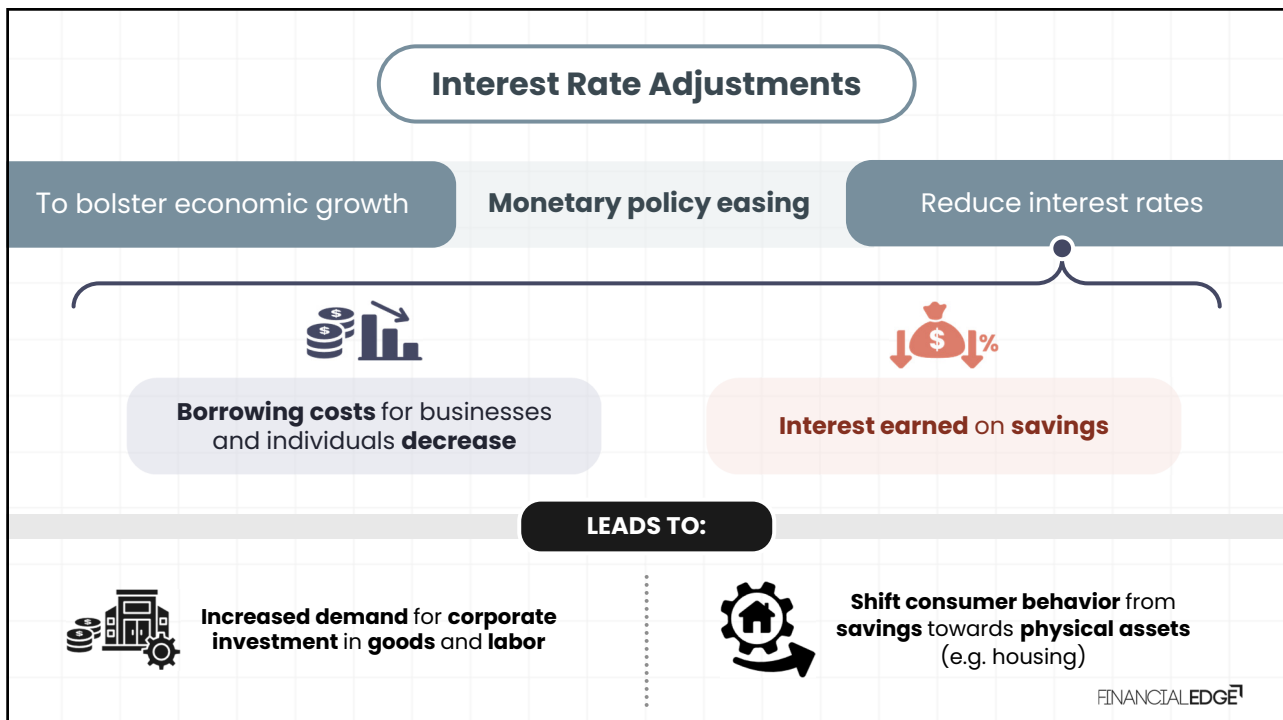 Interest Rate Adjustments
To bolster economic growth
Monetary policy easing
Reduce interest rates
$
$
$
%
Borrowing costs for businesses
and individuals decrease
Interest earned on savings
LEADS TO:
Increased demand for corporate
investment in goods and labor
Shift consumer behavior from
savings towards physical assets
(e.g. housing)
FINANCIALEDGE